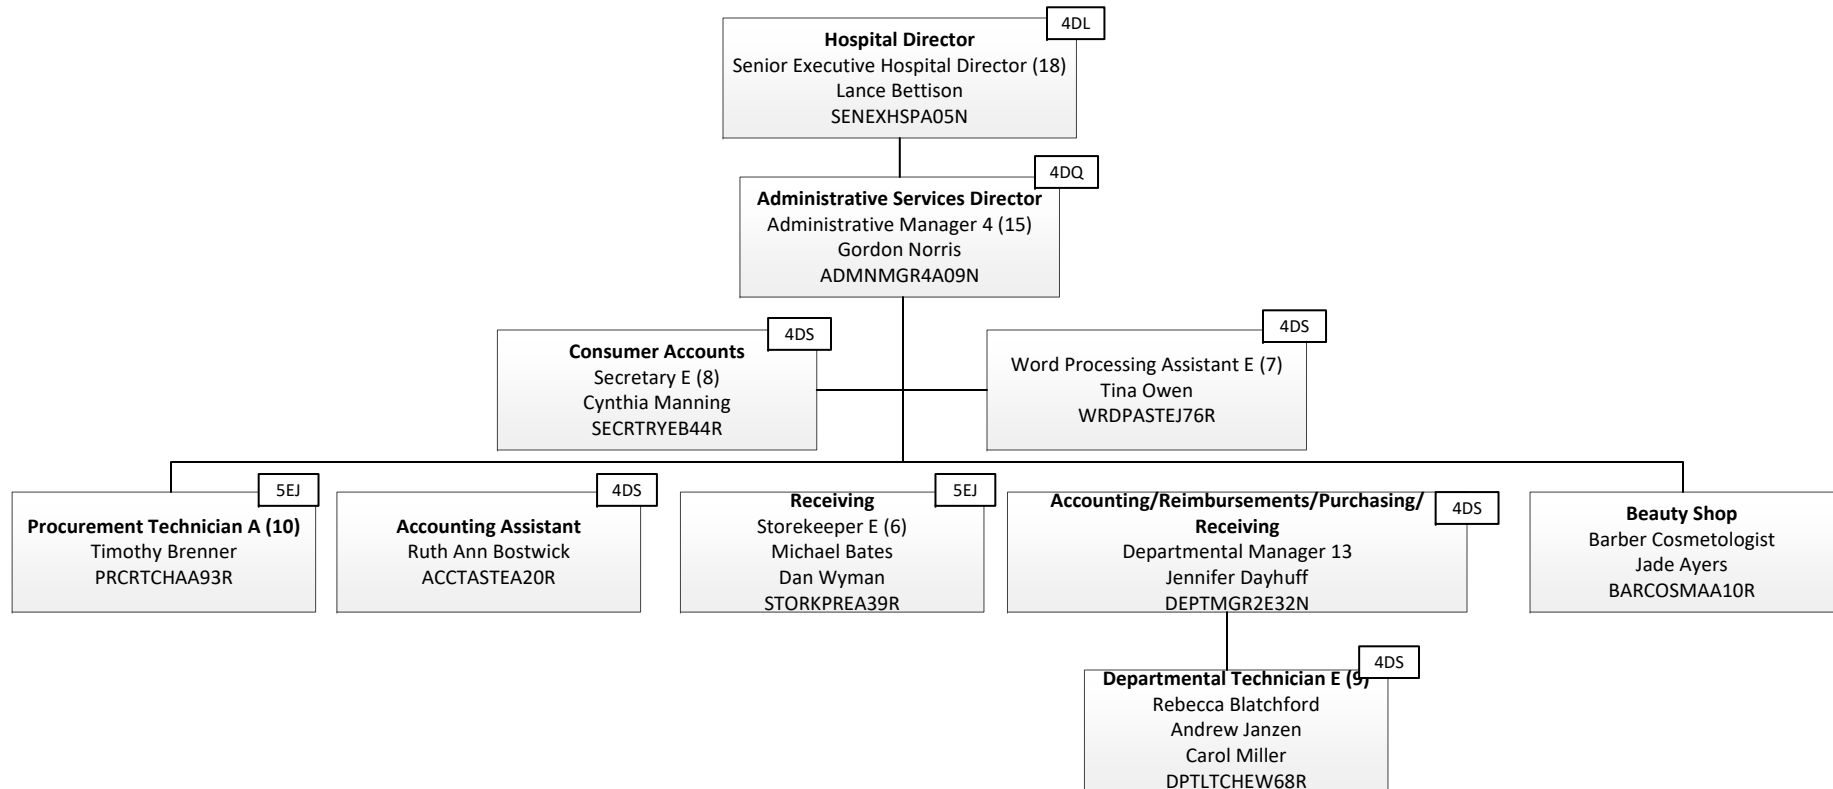 4DL
Hospital Director
Senior Executive Hospital Director (18)
Lance Bettison
SENEXHSPA05N
4DQ
Administrative Services Director
Administrative Manager 4 (15)
Gordon Norris
ADMNMGR4A09N
4DS
Consumer Accounts
Secretary E (8)
Cynthia Manning
SECRTRYEB44R
4DS
Word Processing Assistant E (7)
Tina Owen
WRDPASTEJ76R
5EJ
Procurement Technician A (10)
Timothy Brenner
PRCRTCHAA93R
4DS
Accounting Assistant
Ruth Ann Bostwick
ACCTASTEA20R
5EJ
Receiving
Storekeeper E (6)
Michael Bates
Dan Wyman
STORKPREA39R
4DS
Accounting/Reimbursements/Purchasing/
Receiving
Departmental Manager 13
Jennifer Dayhuff
DEPTMGR2E32N
Beauty Shop
Barber Cosmetologist
Jade Ayers
BARCOSMAA10R
4DS
Departmental Technician E (9)
Rebecca Blatchford
Andrew Janzen
Carol Miller
DPTLTCHEW68R